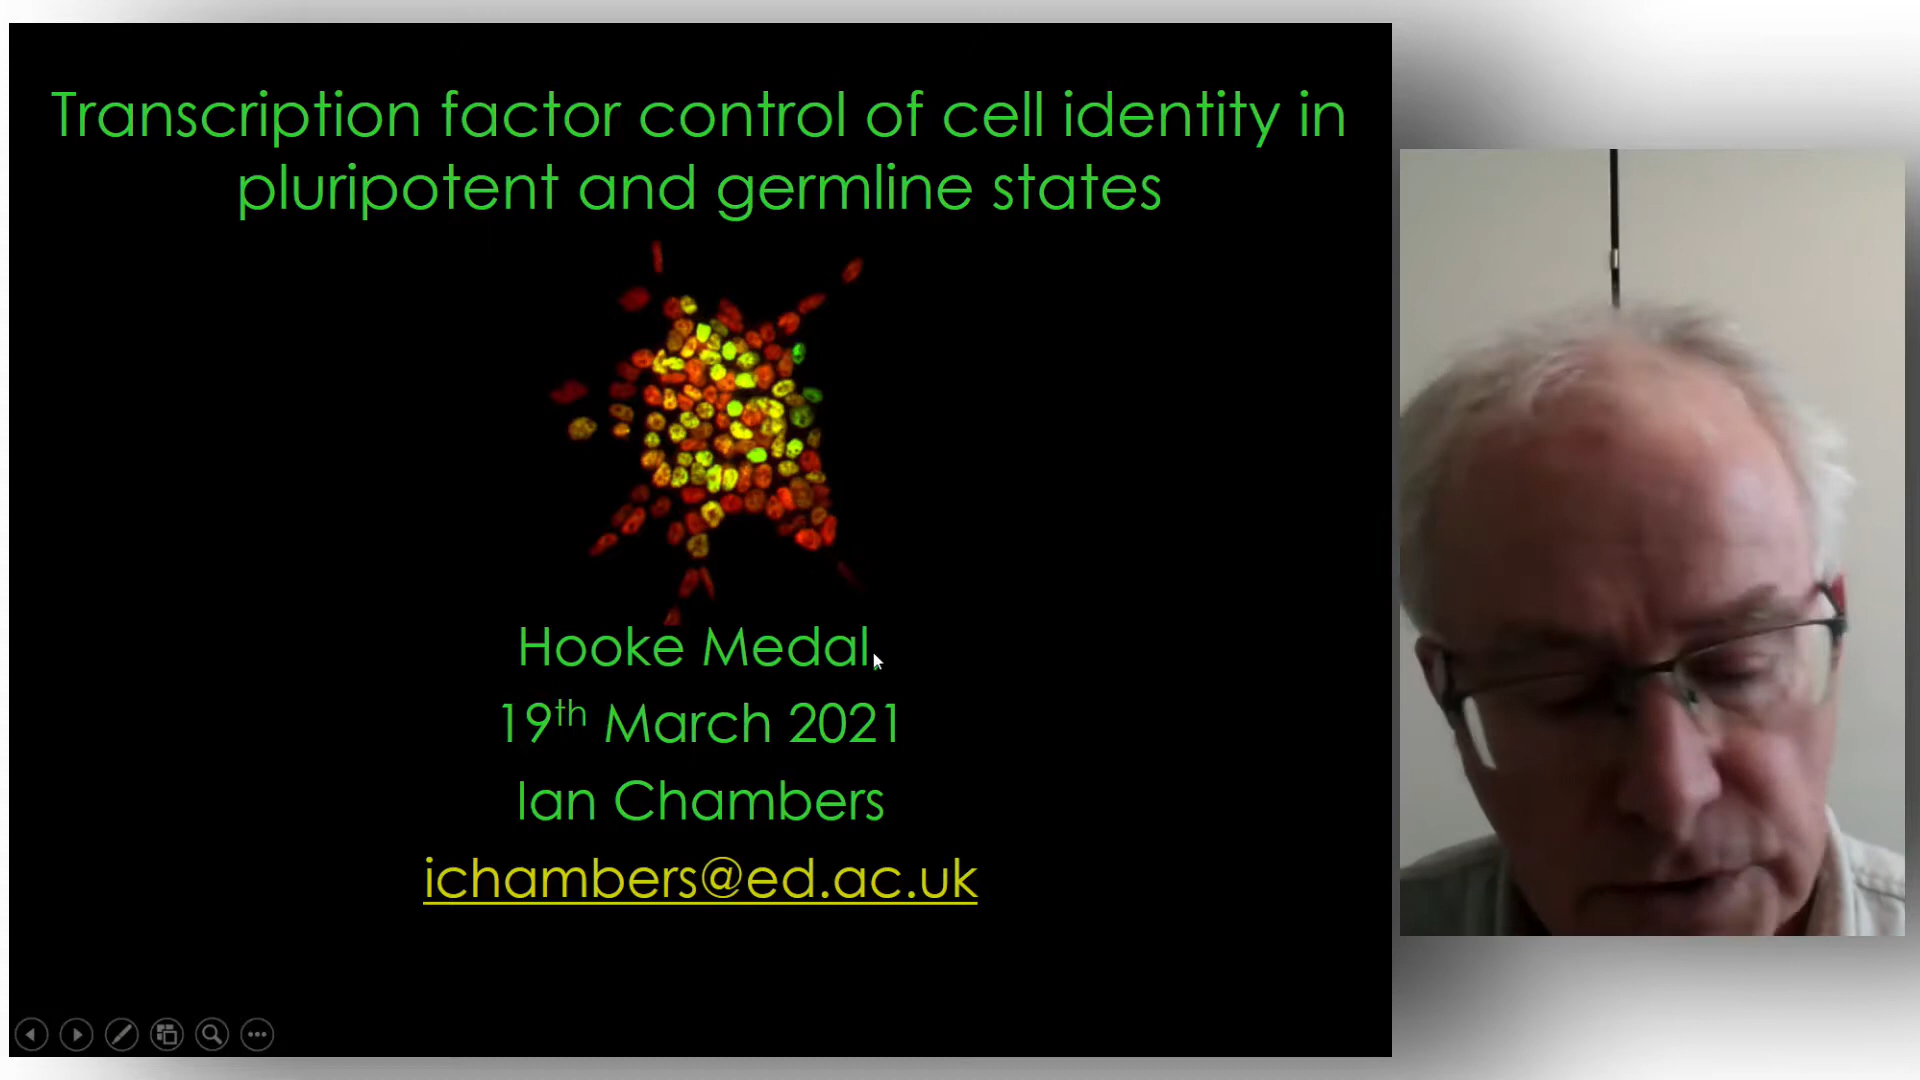 Transcription factor control of cell identity in
pluripotent and germline states
Hooke Medal,
19th March 2021
Ian Chambers
ichambers@ed.ac.uk